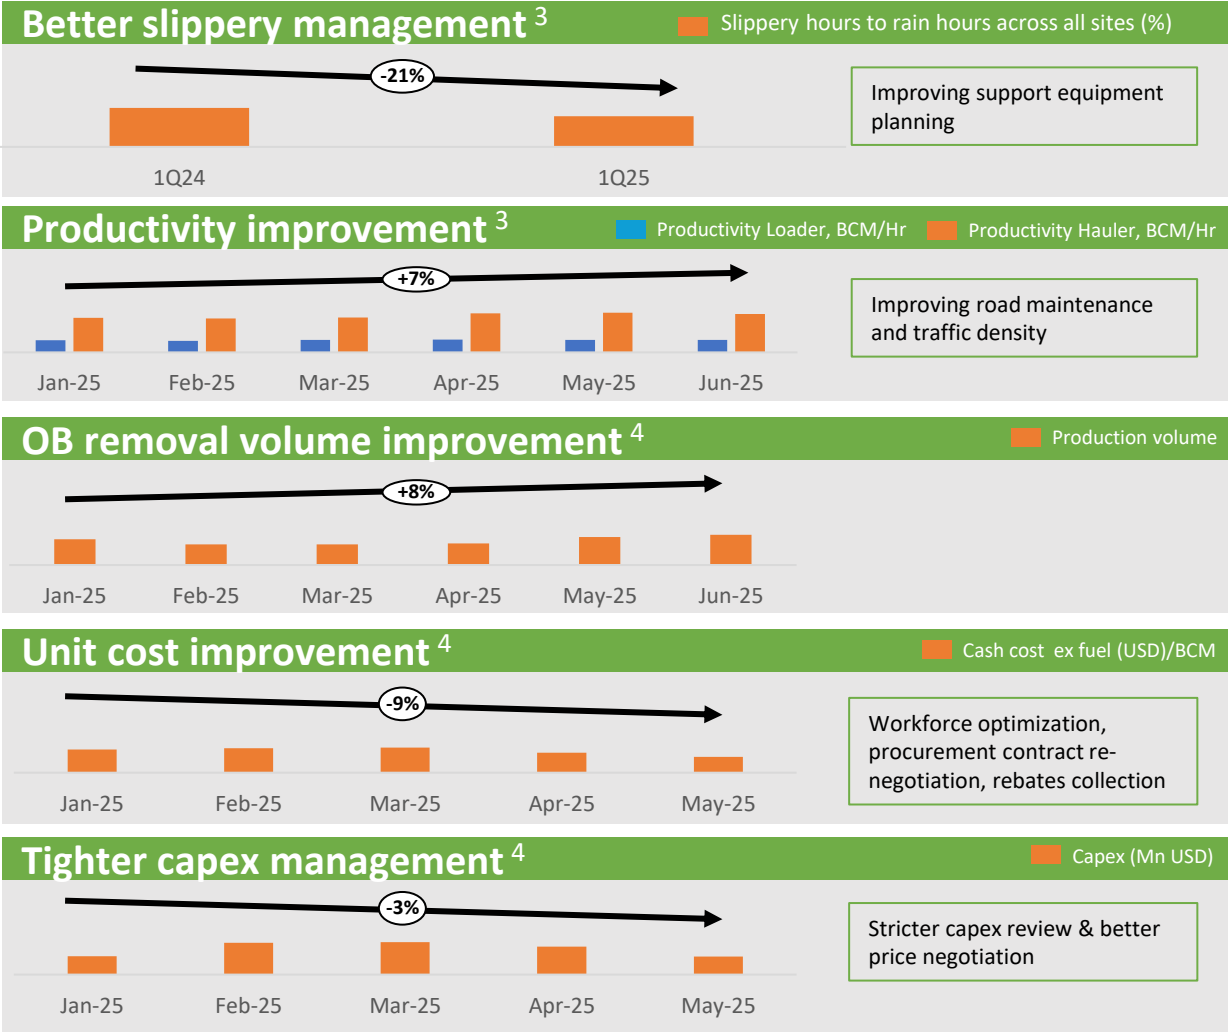 Better slippery management 3
Slippery hours to rain hours across all sites (%)
-21%
Improving support equipment
planning
1Q24
1Q25
Productivity improvement 3
Productivity Loader, BCM/Hr
Productivity Hauler, BCM/Hr
+7%
Improving road maintenance
and traffic density
Jan-25
Feb-25
Mar-25
Apr-25
May-25
Jun-25
OB removal volume improvement 4
Production volume
+8%
Jan-25
Feb-25
Mar-25
Apr-25
May-25
Jun-25
Unit cost improvement 4
Cash cost ex fuel (USD)/BCM
-9%
Workforce optimization,
procurement contract re-
negotiation, rebates collection
Jan-25
Feb-25
Mar-25
Apr-25
May-25
Tighter capex management 4
Capex (Mn USD)
-3%
Stricter capex review & better
price negotiation
Jan-25
Feb-25
Mar-25
Apr-25
May-25